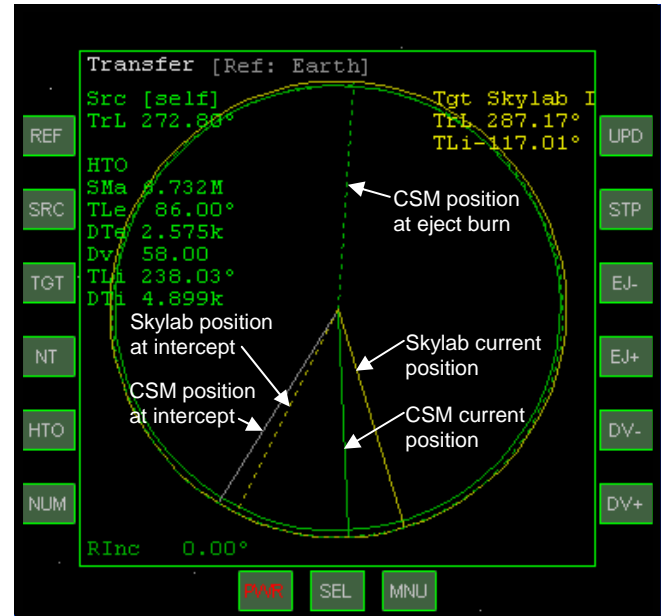 Transfer [Ref: Earth]
Src [self]
TrL 272.80°
Tgt Skylab I
TrL 287.17°
TLi-117.01°
HTO
SMa 6.732M
TLe 86.00°
DTe 2.575k
Dv 58.00
TLi 238.03°
DTi 4.899k
CSM position
at eject burn
Skylab position
at intercept
CSM position
at intercept
Skylab current
position
CSM current
position
RInc 0.00°
REF
SRC
TGT
NT
HTO
NUM
UPD
STP
EJ-
EJ+
DV-
DV+
PWR
SEL
MNU